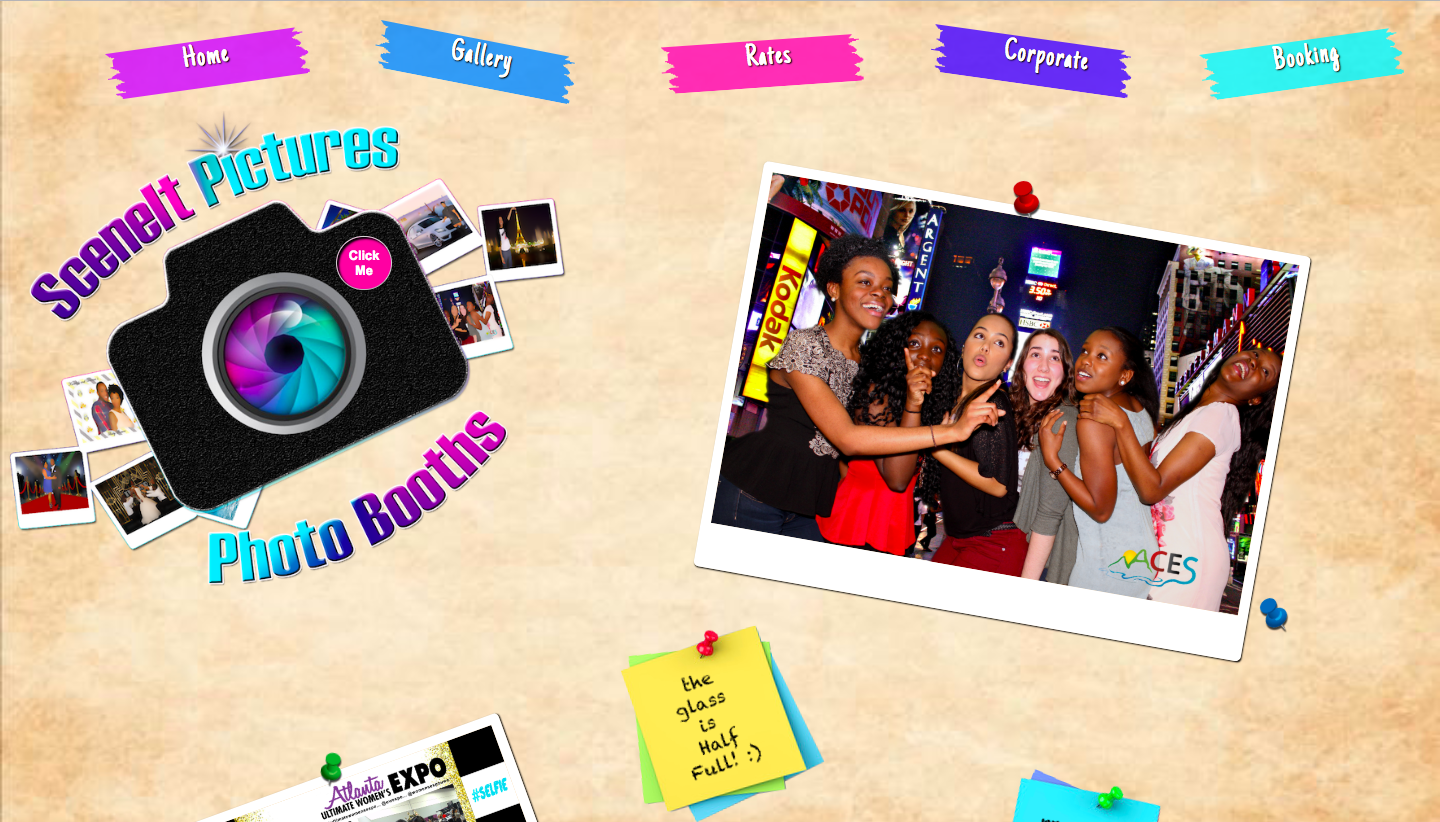 Home
Gallery
Rates
Corporate
Booking
SceneIt Pictures
Click
Me
Photo Booths
Kodak
ARGENT
ACES
the
glass
is
Half
Full! :)
Atlanta
EXPO
ULTIMATE WOMEN'S
#SELFIE